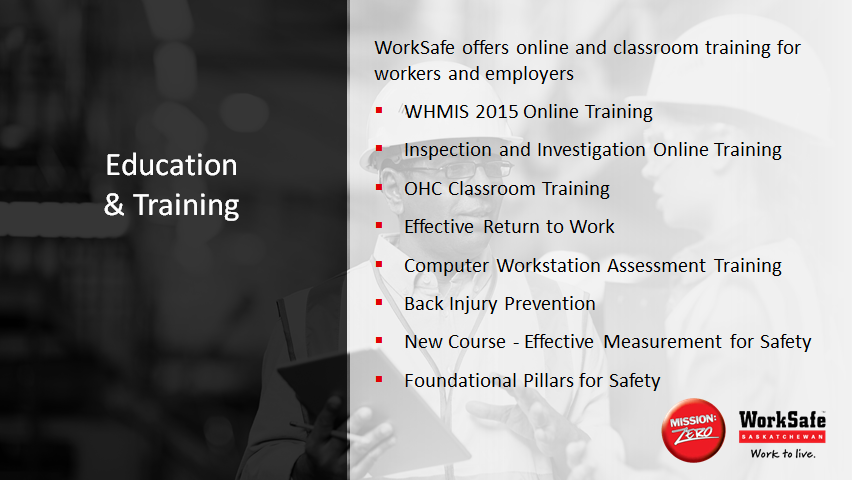 Education
& Training
WorkSafe offers online and classroom training for
workers and employers
WHMIS 2015 Online Training
Inspection and Investigation Online Training
OHC Classroom Training
Effective Return to Work
Computer Workstation Assessment Training
Back Injury Prevention
New Course - Effective Measurement for Safety
Foundational Pillars for Safety
MISSION:
ZERO
WorkSafe
SASKATCHEWAN
Work to live.